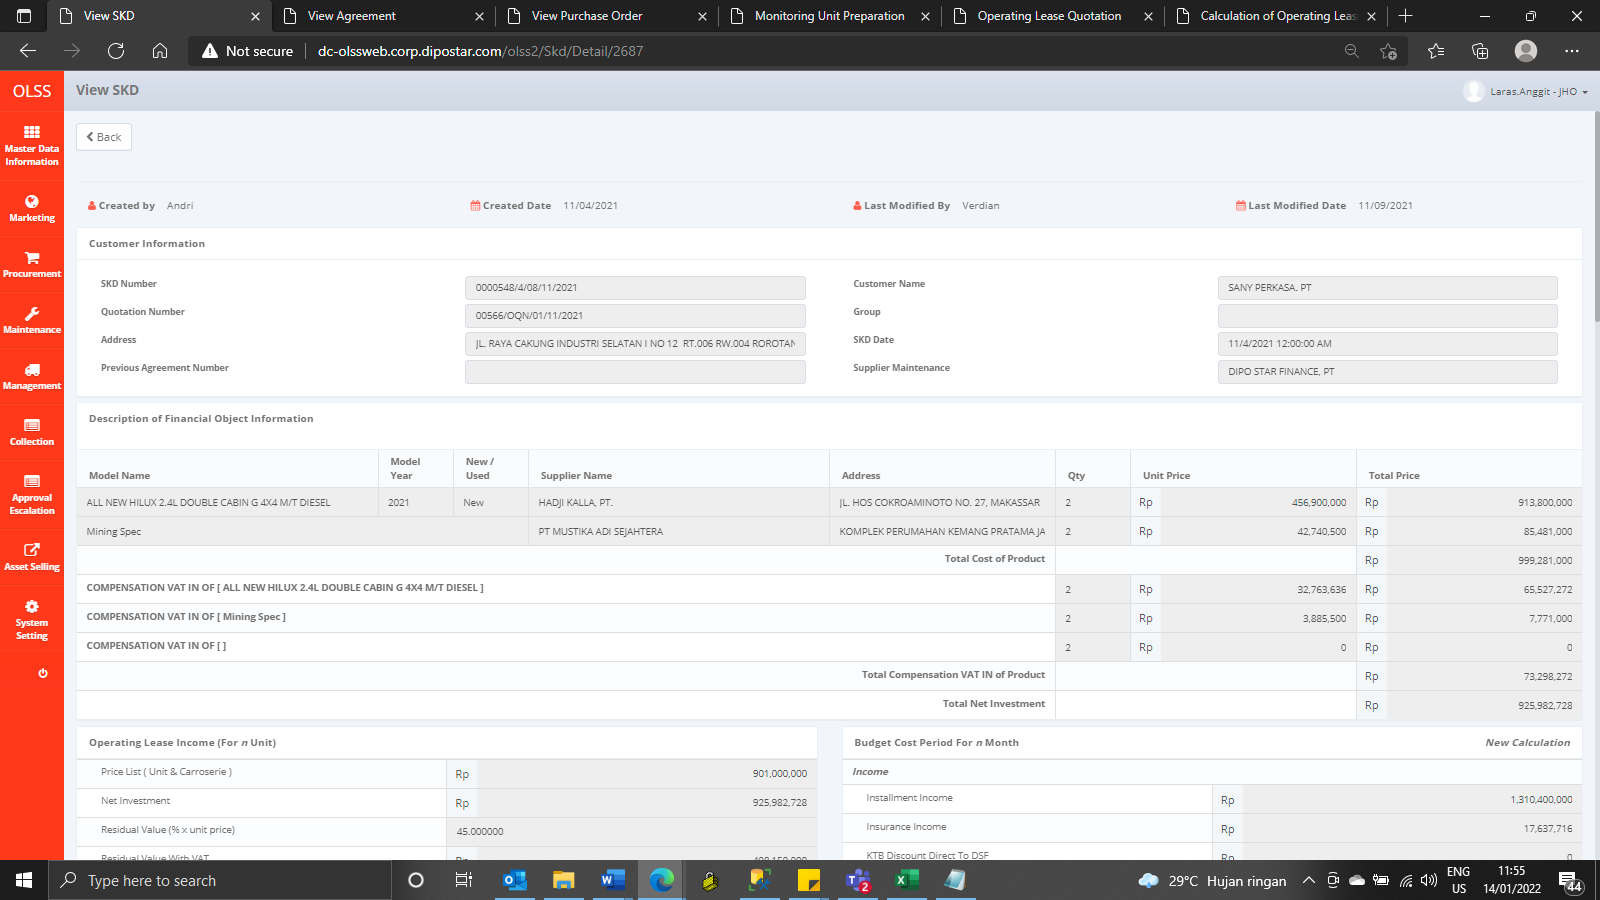 View SKD
View Agreement
View Purchase Order
Monitoring Unit Preparation
Operating Lease Quotation
Calculation of Operating Leas
Not secure
dc-olssweb.corp.dipostar.com/olss2/Skd/Detail/2687
OLSS
View SKD
Laras.Anggit - JHO
Master Data
Information
Marketing
Procurement
Maintenance
Management
Collection
Approval
Escalation
Asset Selling
System
Setting
Back
Created by Andri
Created Date 11/04/2021
Last Modified By Verdian
Last Modified Date 11/09/2021
Customer Information
SKD Number 0000548/4/08/11/2021
Customer Name SANY PERKASA. PT
Quotation Number 00566/OQN/01/11/2021
Group
Address JL. RAYA CAKUNG INDUSTRI SELATAN I NO 12 RT.006 RW.004 ROROTAN
SKD Date 11/4/2021 12:00:00 AM
Previous Agreement Number
Supplier Maintenance DIPO STAR FINANCE, PT
Description of Financial Object Information
Model Name Model Year New / Used Supplier Name Address Qty Unit Price Total Price
ALL NEW HILUX 2.4L DOUBLE CABIN G 4X4 M/T DIESEL 2021 New HADJI KALLA, PT. JL. HOS COKROAMINOTO NO. 27, MAKASSAR 2 Rp 456,900,000 Rp 913,800,000
Mining Spec PT MUSTIKA ADI SEJAHTERA KOMPLEK PERUMAHAN KEMANG PRATAMA JA 2 Rp 42,740,500 Rp 85,481,000
Total Cost of Product Rp 999,281,000
COMPENSATION VAT IN OF [ ALL NEW HILUX 2.4L DOUBLE CABIN G 4X4 M/T DIESEL ] 2 Rp 32,763,636 Rp 65,527,272
COMPENSATION VAT IN OF [ Mining Spec ] 2 Rp 3,885,500 Rp 7,771,000
COMPENSATION VAT IN OF [ ] 2 Rp 0 Rp 0
Total Compensation VAT IN of Product Rp 73,298,272
Total Net Investment Rp 925,982,728
Operating Lease Income (For n Unit)
Price List ( Unit & Carroserie ) Rp 901,000,000
Net Investment Rp 925,982,728
Residual Value (% x unit price) 45.000000
Residual Value With VAT Rp
Budget Cost Period For n Month New Calculation
Income
Installment Income Rp 1,310,400,000
Insurance Income Rp 17,637,716
KTB Discount Direct To DSF Rp 0
Type here to search
2
29°C Hujan ringan
ENG
US
11:55
14/01/2022
44